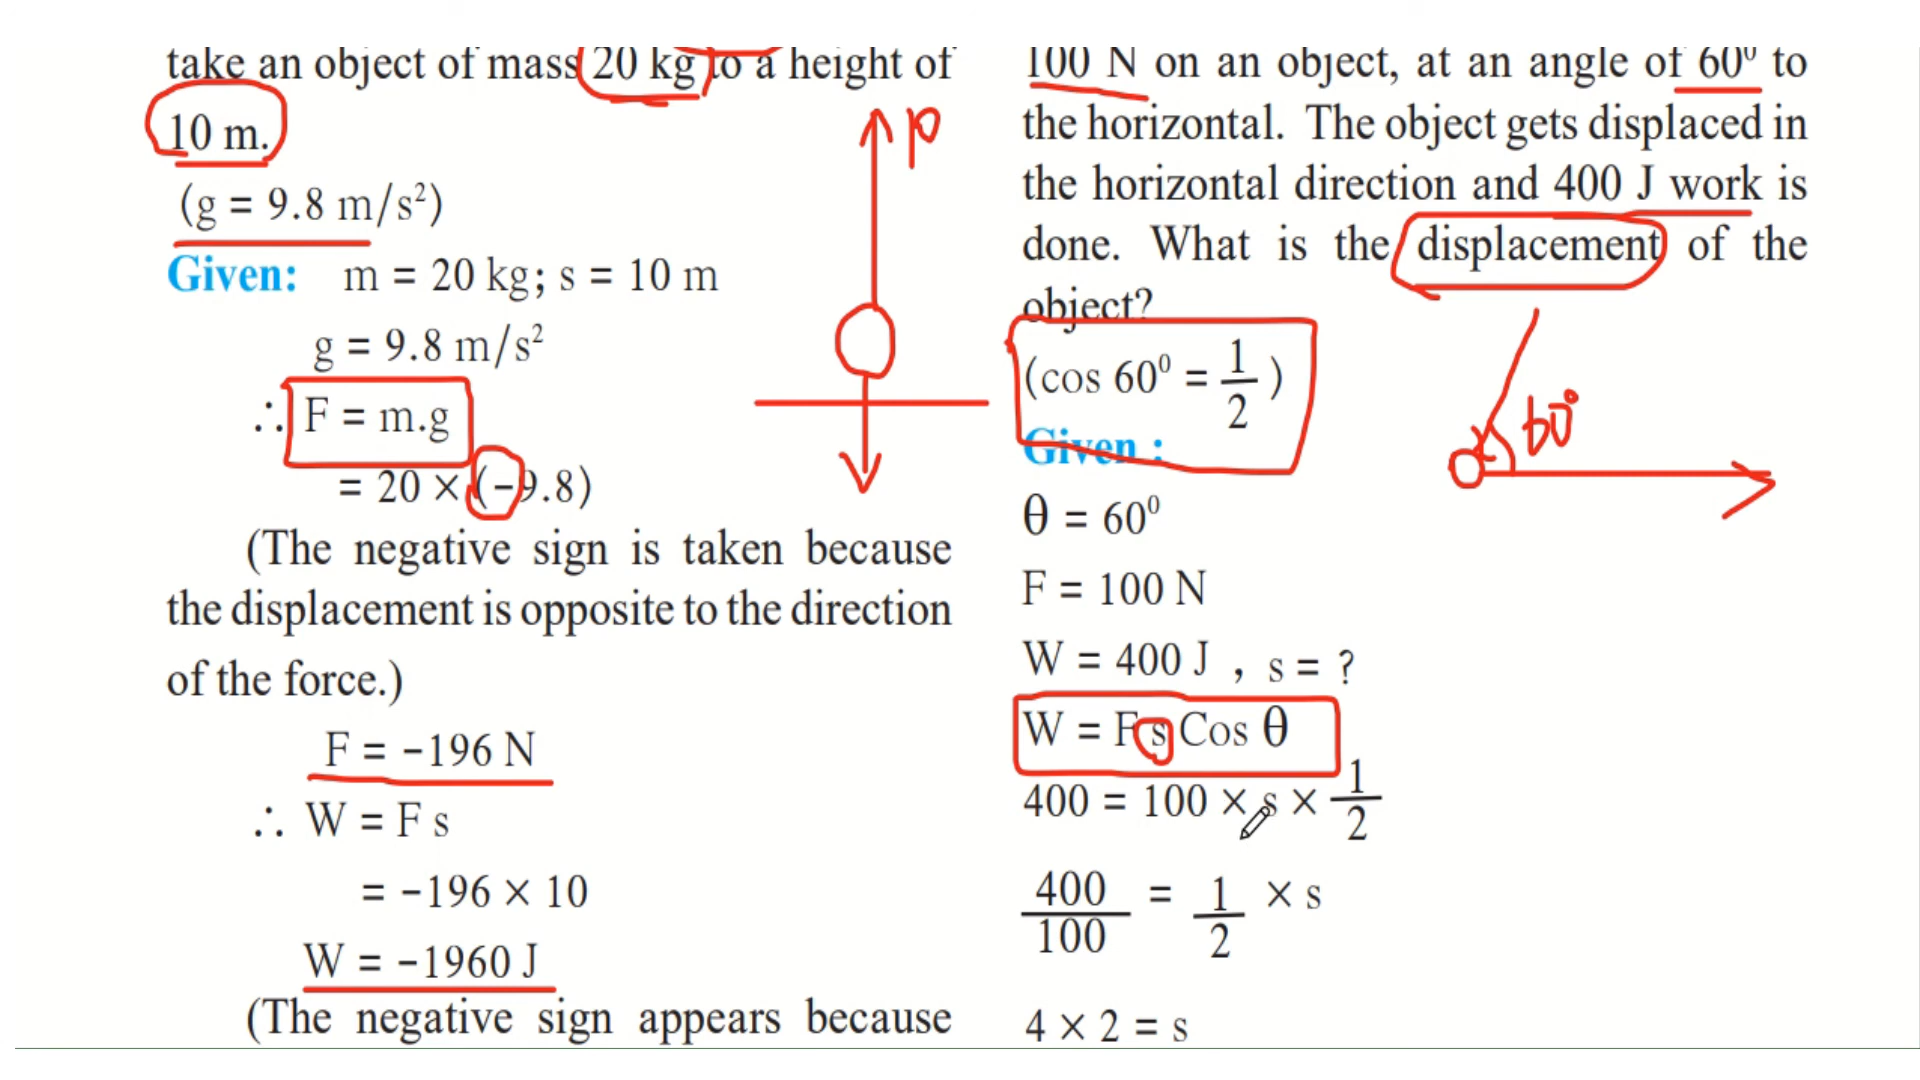 take an object of mass 20 kg to a height of
10 m.
(g = 9.8 m/s²)
Given: m = 20 kg; s = 10 m
g = 9.8 m/s²
∴ F = m.g
= 20 × (−9.8)
(The negative sign is taken because
the displacement is opposite to the direction
of the force.)
F = −196 N
∴ W = F s
= −196 × 10
W = −1960 J
(The negative sign appears because
100 N on an object, at an angle of 60⁰ to
the horizontal. The object gets displaced in
the horizontal direction and 400 J work is
done. What is the displacement of the
object?
(cos 60⁰ = 1/2 )
Given :
θ = 60⁰
F = 100 N
W = 400 J , s = ?
W = F s Cos θ
400 = 100 × s × 1/2
400/100 = 1/2 × s
4 × 2 = s
60°